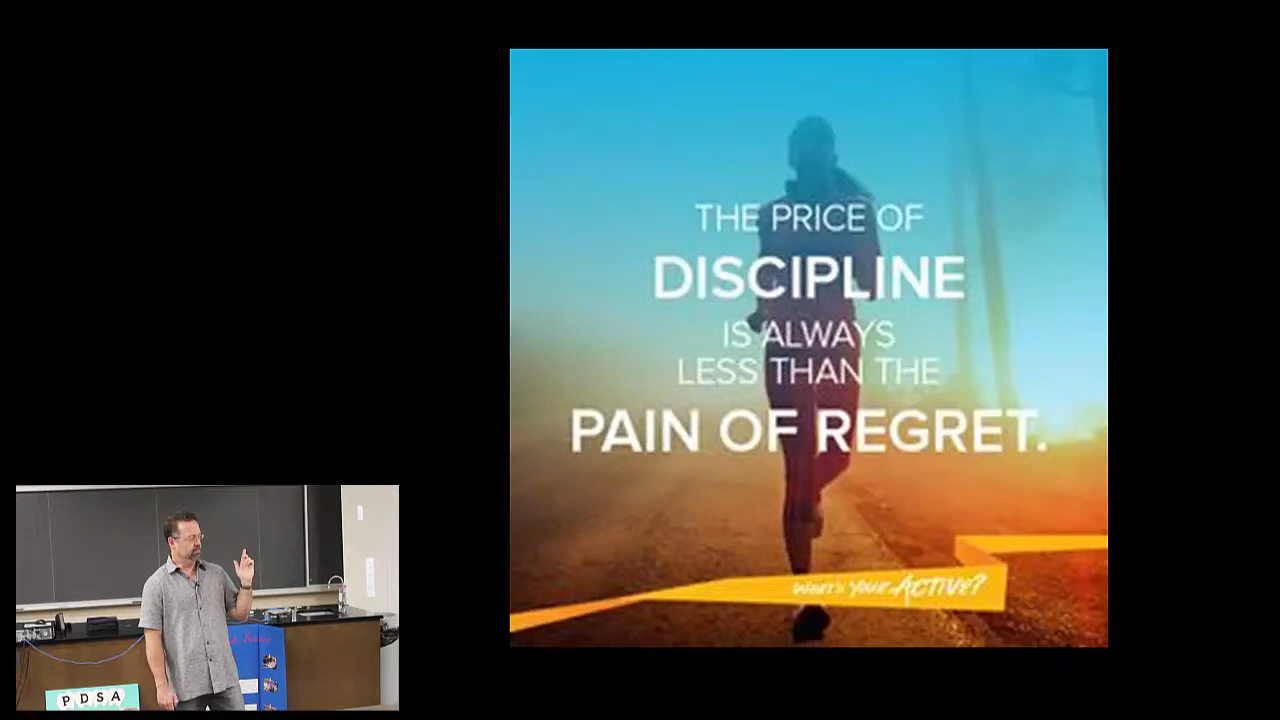 THE PRICE OF
DISCIPLINE
IS ALWAYS
LESS THAN THE
PAIN OF REGRET.
WHAT'S YOUR ACTIVE?
PDSA